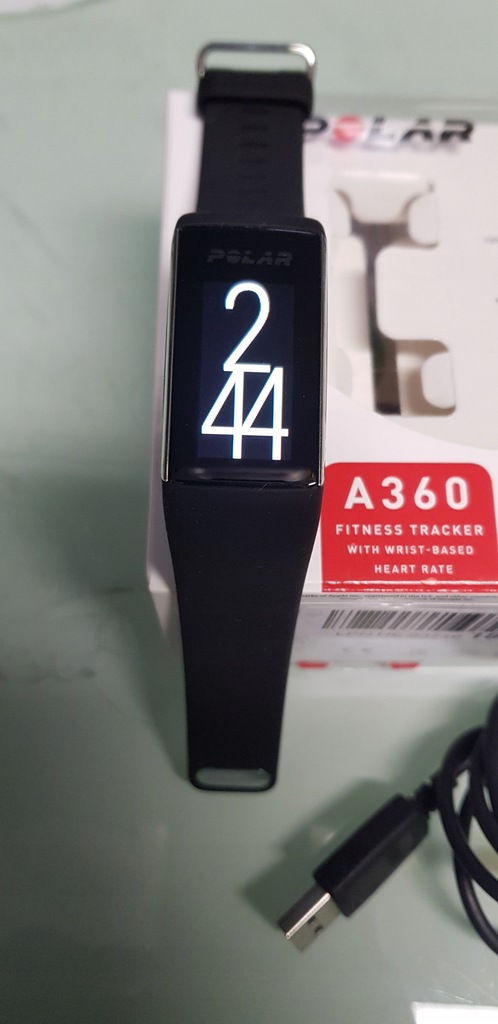 POLAR
POLAR
2
44
A360
FITNESS TRACKER
WITH WRIST-BASED
HEART RATE